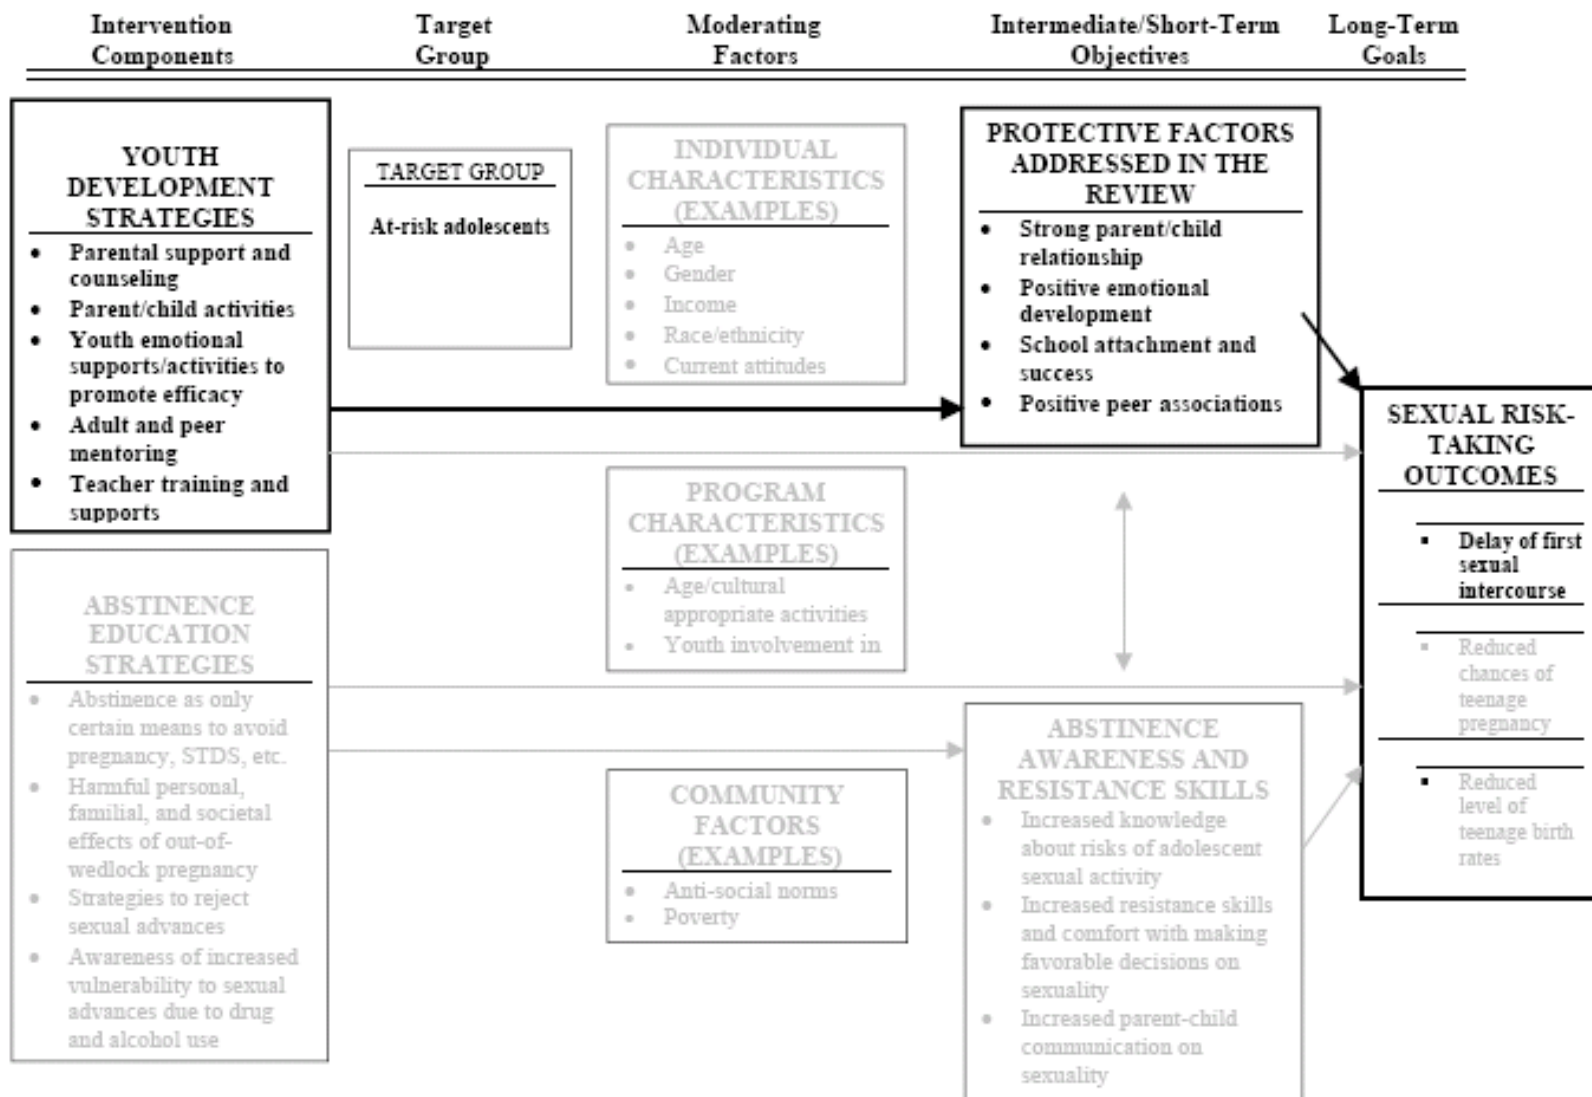 Intervention
Components
Target
Group
Moderating
Factors
Intermediate/Short-Term
Objectives
Long-Term
Goals
YOUTH
DEVELOPMENT
STRATEGIES
• Parental support and
counseling
• Parent/child activities
• Youth emotional
supports/activities to
promote efficacy
• Adult and peer
mentoring
• Teacher training and
supports
ABSTINENCE
EDUCATION
STRATEGIES
• Abstinence as only
certain means to avoid
pregnancy, STDS, etc.
• Harmful personal,
familial, and societal
effects of out-of-
wedlock pregnancy
• Strategies to reject
sexual advances
• Awareness of increased
vulnerability to sexual
advances due to drug
and alcohol use
TARGET GROUP
At-risk adolescents
INDIVIDUAL
CHARACTERISTICS
(EXAMPLES)
• Age
• Gender
• Income
• Race/ethnicity
• Current attitudes
PROGRAM
CHARACTERISTICS
(EXAMPLES)
• Age/cultural
appropriate activities
• Youth involvement in
COMMUNITY
FACTORS
(EXAMPLES)
• Anti-social norms
• Poverty
PROTECTIVE FACTORS
ADDRESSED IN THE
REVIEW
• Strong parent/child
relationship
• Positive emotional
development
• School attachment and
success
• Positive peer associations
ABSTINENCE
AWARENESS AND
RESISTANCE SKILLS
• Increased knowledge
about risks of adolescent
sexual activity
• Increased resistance skills
and comfort with making
favorable decisions on
sexuality
• Increased parent-child
communication on
sexuality
SEXUAL RISK-
TAKING
OUTCOMES
▪ Delay of first
sexual
intercourse
▪ Reduced
chances of
teenage
pregnancy
▪ Reduced
level of
teenage birth
rates